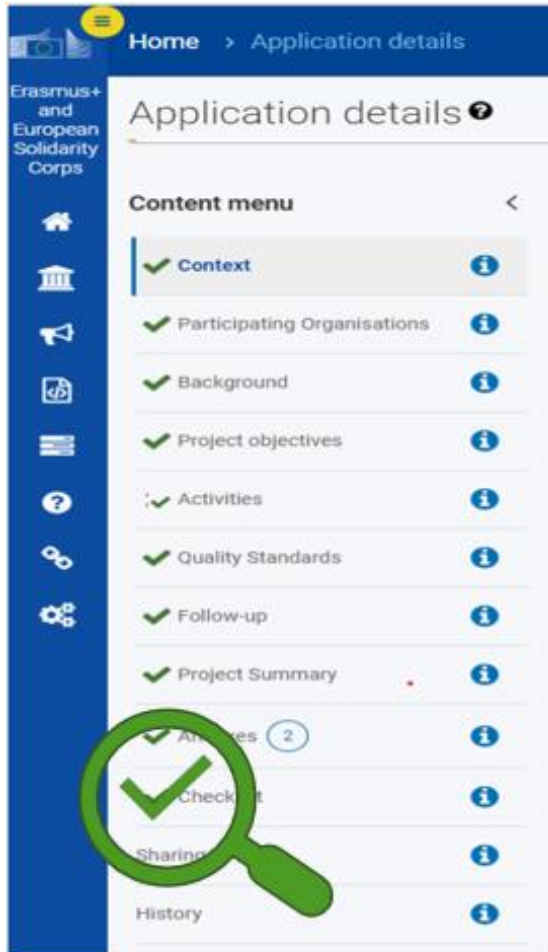 Home > Application details
Erasmus+
and
European
Solidarity
Corps
Application details
Content menu
Context
Participating Organisations
Background
Project objectives
Activities
Quality Standards
Follow-up
Project Summary
2
History